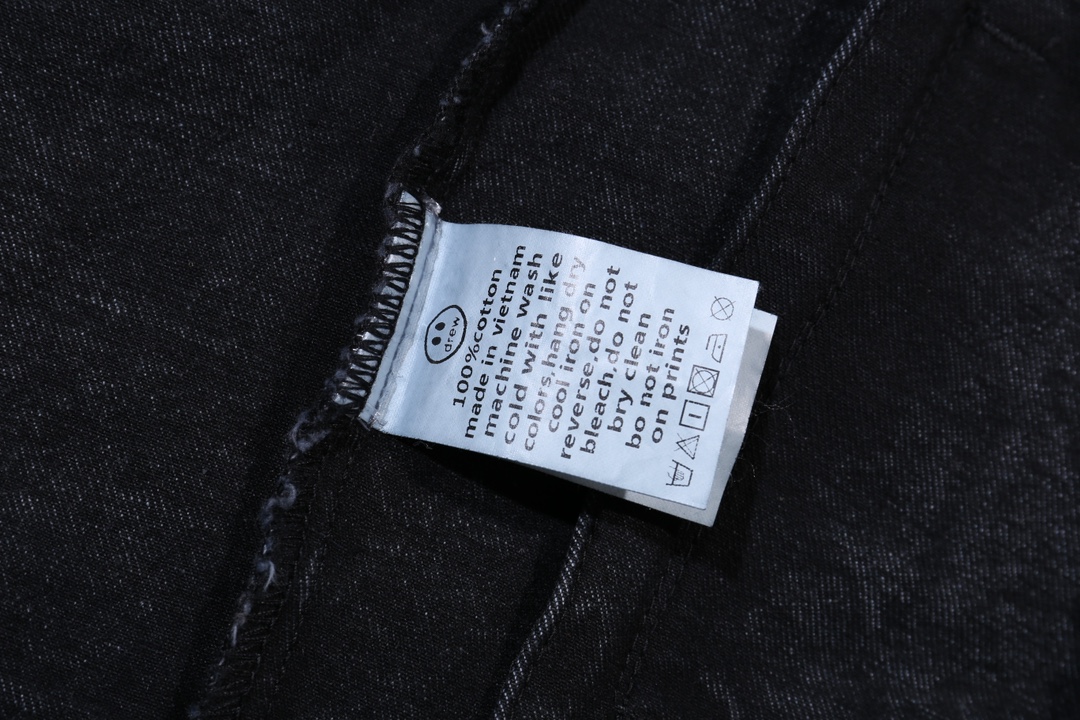 drew
100%cotton
made in vietnam
machine wash
cold with like
colors,hang dry
cool iron on
reverse,do not
bleach,do not
bry clean
bo not iron
on prints